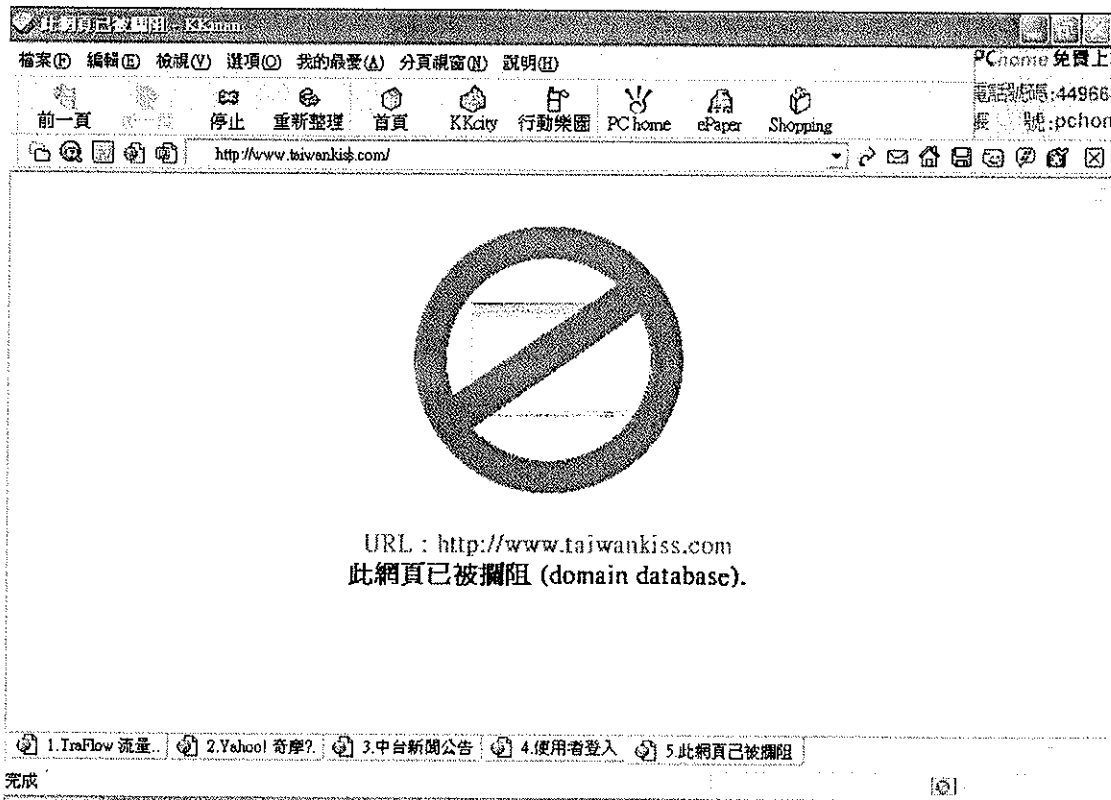 此網頁已被攔阻 - KKman
檔案(F) 編輯(E) 檢視(V) 選項(O) 我的最愛(A) 分頁視窗(N) 說明(H)
PChome 免費上
前一頁 停止 重新整理 首頁 KKcity 行動樂園 PChome ePaper Shopping
:44966
號:pchom
http://www.taiwankiss.com/
URL : http://www.taiwankiss.com
此網頁已被攔阻 (domain database).
1.TraFlow 流量.. 2.Yahoo! 奇摩?. 3.中台新聞公告 4.使用者登入 5.此網頁已被攔阻
完成